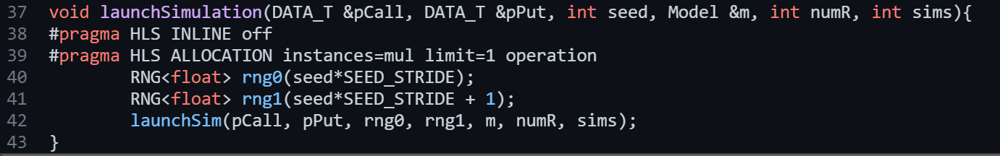 37 void launchSimulation(DATA_T &pCall, DATA_T &pPut, int seed, Model &m, int numR, int sims){
38 #pragma HLS INLINE off
39 #pragma HLS ALLOCATION instances=mul limit=1 operation
40         RNG<float> rng0(seed*SEED_STRIDE);
41         RNG<float> rng1(seed*SEED_STRIDE + 1);
42         launchSim(pCall, pPut, rng0, rng1, m, numR, sims);
43 }